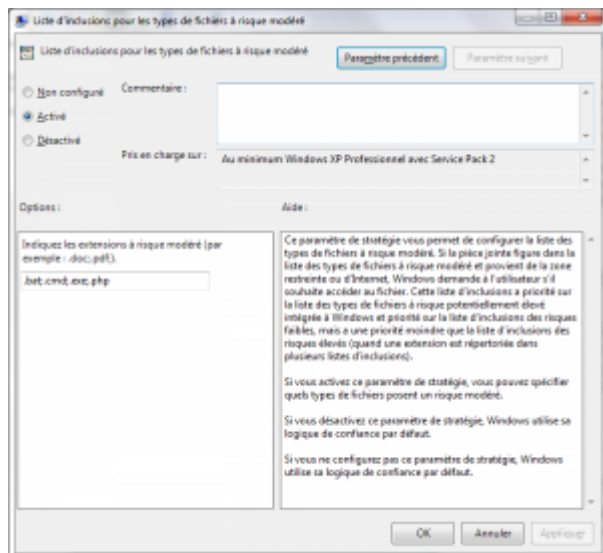 Liste d'inclusions pour les types de fichiers à risque modéré
Liste d'inclusions pour les types de fichiers à risque modéré
Paramètre précédent
Paramètre suivant
Non configuré
Commentaire :
Activé
Désactivé
Pris en charge sur :
Au minimum Windows XP Professionnel avec Service Pack 2
Options :
Aide :
Indiquez les extensions à risque modéré (par
exemple : .doc;.pdf;).
.bat;.cmd;.exe;.php
Ce paramètre de stratégie vous permet de configurer la liste des
types de fichiers à risque modéré. Si la pièce jointe figure dans la
liste des types de fichiers à risque modéré et provient de la zone
restreinte ou d'Internet, Windows demande à l'utilisateur s'il
souhaite accéder au fichier. Cette liste d'inclusions a priorité sur
la liste des types de fichiers à risque potentiellement élevé
intégrée à Windows et priorité sur la liste d'inclusions des risques
faibles, mais a une priorité moindre que la liste d'inclusions des
risques élevés (quand une extension est répertoriée dans
plusieurs listes d'inclusions).
Si vous activez ce paramètre de stratégie, vous pouvez spécifier
quels types de fichiers posent un risque modéré.
Si vous désactivez ce paramètre de stratégie, Windows utilise sa
logique de confiance par défaut.
Si vous ne configurez pas ce paramètre de stratégie, Windows
utilise sa logique de confiance par défaut.
OK
Annuler
Appliquer